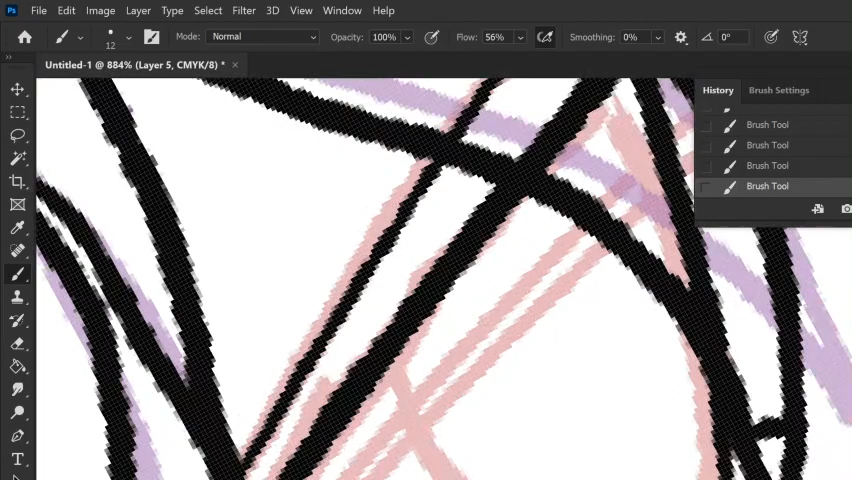 Ps File Edit Image Layer Type Select Filter 3D View Window Help
12 Mode: Normal Opacity: 100% Flow: 56% Smoothing: 0% 0°
Untitled-1 @ 884% (Layer 5, CMYK/8) * ×
History Brush Settings
Brush Tool
Brush Tool
Brush Tool
Brush Tool